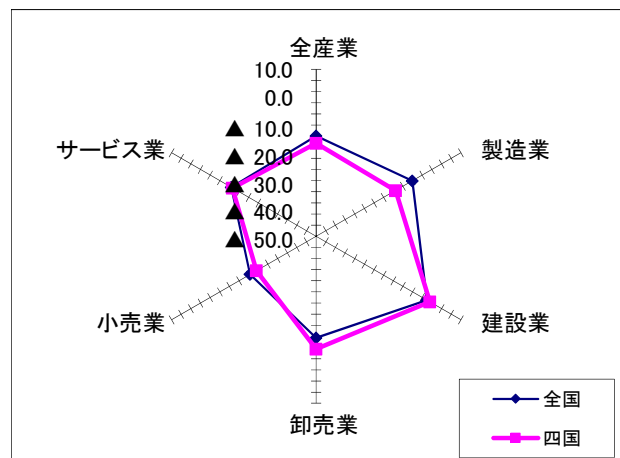 全産業
10.0
0.0
▲ 10.0
▲ 20.0
▲ 30.0
▲ 40.0
▲ 50.0
サービス業
製造業
小売業
建設業
卸売業
全国
四国